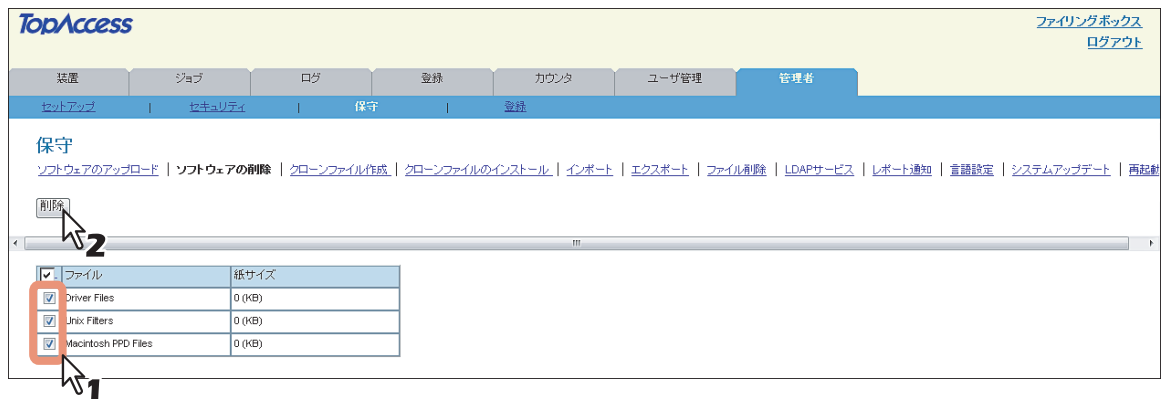 TopAccess
ファイリングボックス
ログアウト
装置 ジョブ ログ 登録 カウンタ ユーザ管理 管理者
セットアップ | セキュリティ | 保守 | 登録
保守
ソフトウェアのアップロード | ソフトウェアの削除 | クローンファイル作成 | クローンファイルのインストール | インポート | エクスポート | ファイル削除 | LDAPサービス | レポート通知 | 言語設定 | システムアップデート | 再起動
削除
2
ファイル 紙サイズ
Driver Files 0 (KB)
Unix Filters 0 (KB)
Macintosh PPD Files 0 (KB)
1